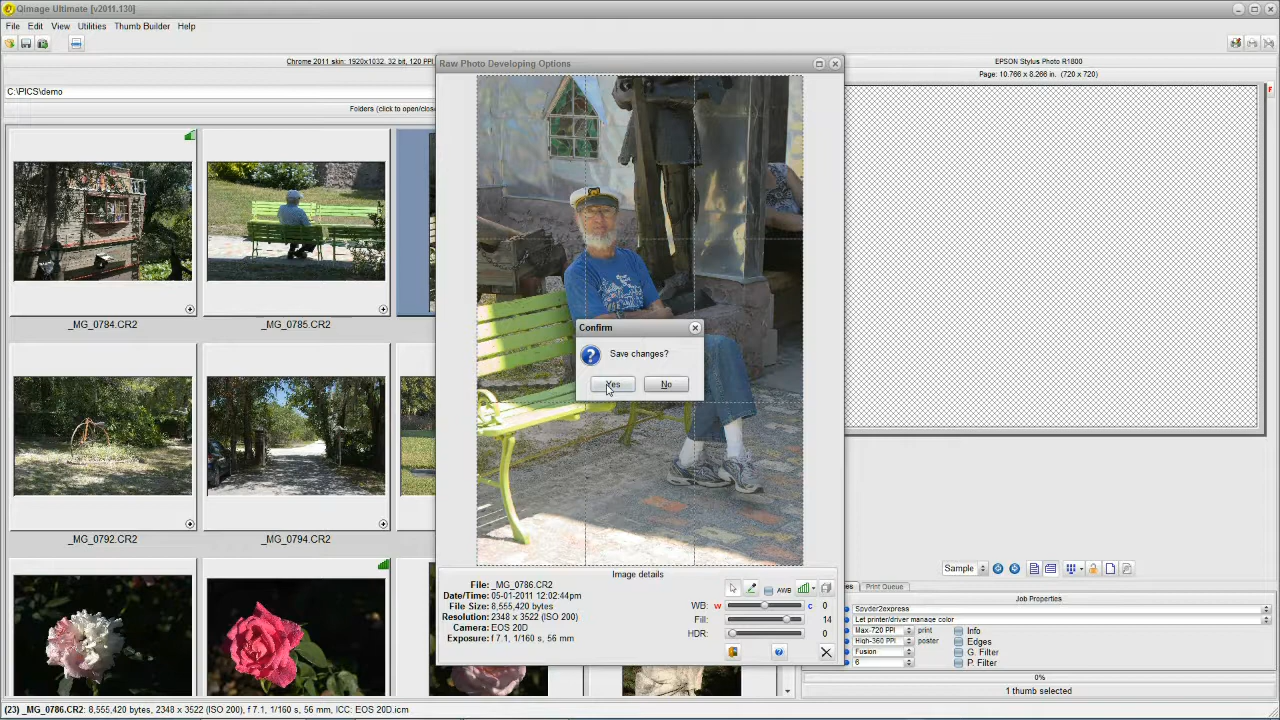 Qimage Ultimate [v2011.130]
File Edit View Utilities Thumb Builder Help
Chrome 2011 skin: 1920x1032, 32 bit, 120 PPI,
C:\PICS\demo
Folders (click to open/close
_MG_0784.CR2
_MG_0785.CR2
_MG_0792.CR2
_MG_0794.CR2
Raw Photo Developing Options
Confirm
Save changes?
Yes No
Image details
File: _MG_0786.CR2
Date/Time: 05-01-2011 12:02:44pm
File Size: 8,555,420 bytes
Resolution: 2348 x 3522 (ISO 200)
Camera: EOS 20D
Exposure: f 7.1, 1/160 s, 56 mm
AWB
WB: W C 0
Fill: 14
HDR: 0
EPSON Stylus Photo R1800
Page: 10.766 x 8.266 in. (720 x 720)
F
Sample
es Print Queue
Job Properties
Spyder2express
Let printer/driver manage color
Max-720 PPI print Info
High-360 PPI poster Edges
Fusion G. Filter
6 P. Filter
0%
1 thumb selected
(23) _MG_0786.CR2: 8,555,420 bytes, 2348 x 3522 (ISO 200), f 7.1, 1/160 s, 56 mm, ICC: EOS 20D.icm